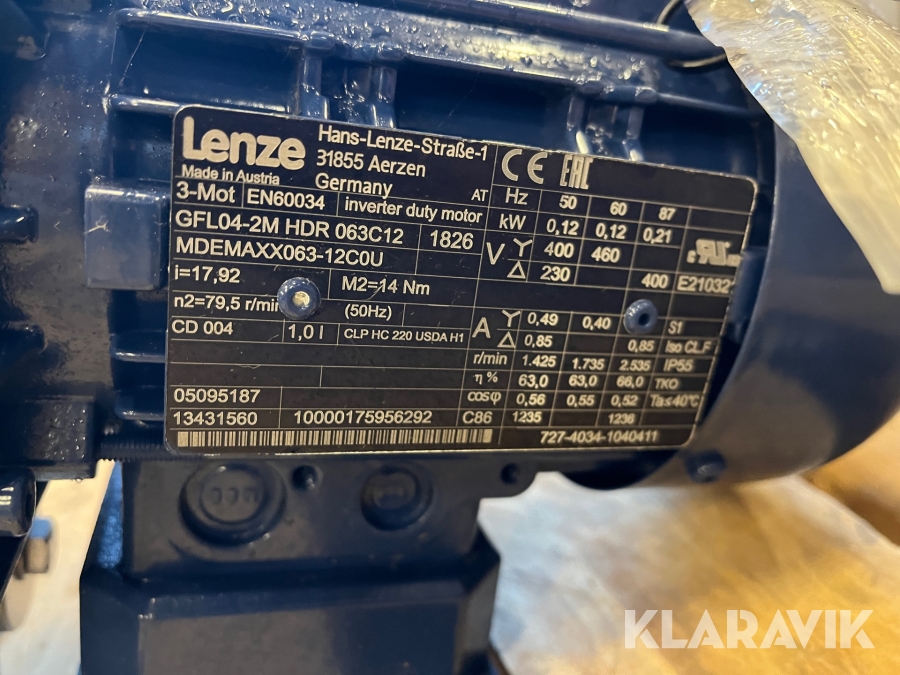 Lenze Hans-Lenze-Straße-1
31855 Aerzen
Made in Austria Germany
CE EAC
3-Mot EN60034 inverter duty motor AT Hz 50 60 87
GFL04-2M HDR 063C12 1826 kW 0,12 0,12 0,21
MDEMAXX063-12C0U V Y 400 460
Δ 230 400 E21032
i=17,92 M2=14 Nm
n2=79,5 r/min (50Hz) A Y 0,49 0,40 S1
CD 004 1,0 l CLP HC 220 USDA H1 Δ 0,85 0,85 Iso CL.F
r/min 1.425 1.735 2.535 IP55
η % 63,0 63,0 66,0 TKO
05095187 cosφ 0,56 0,55 0,52 Ta≤40°C
13431560 10000175956292 C86 1235 1236
727-4034-1040411
KLARAVIK